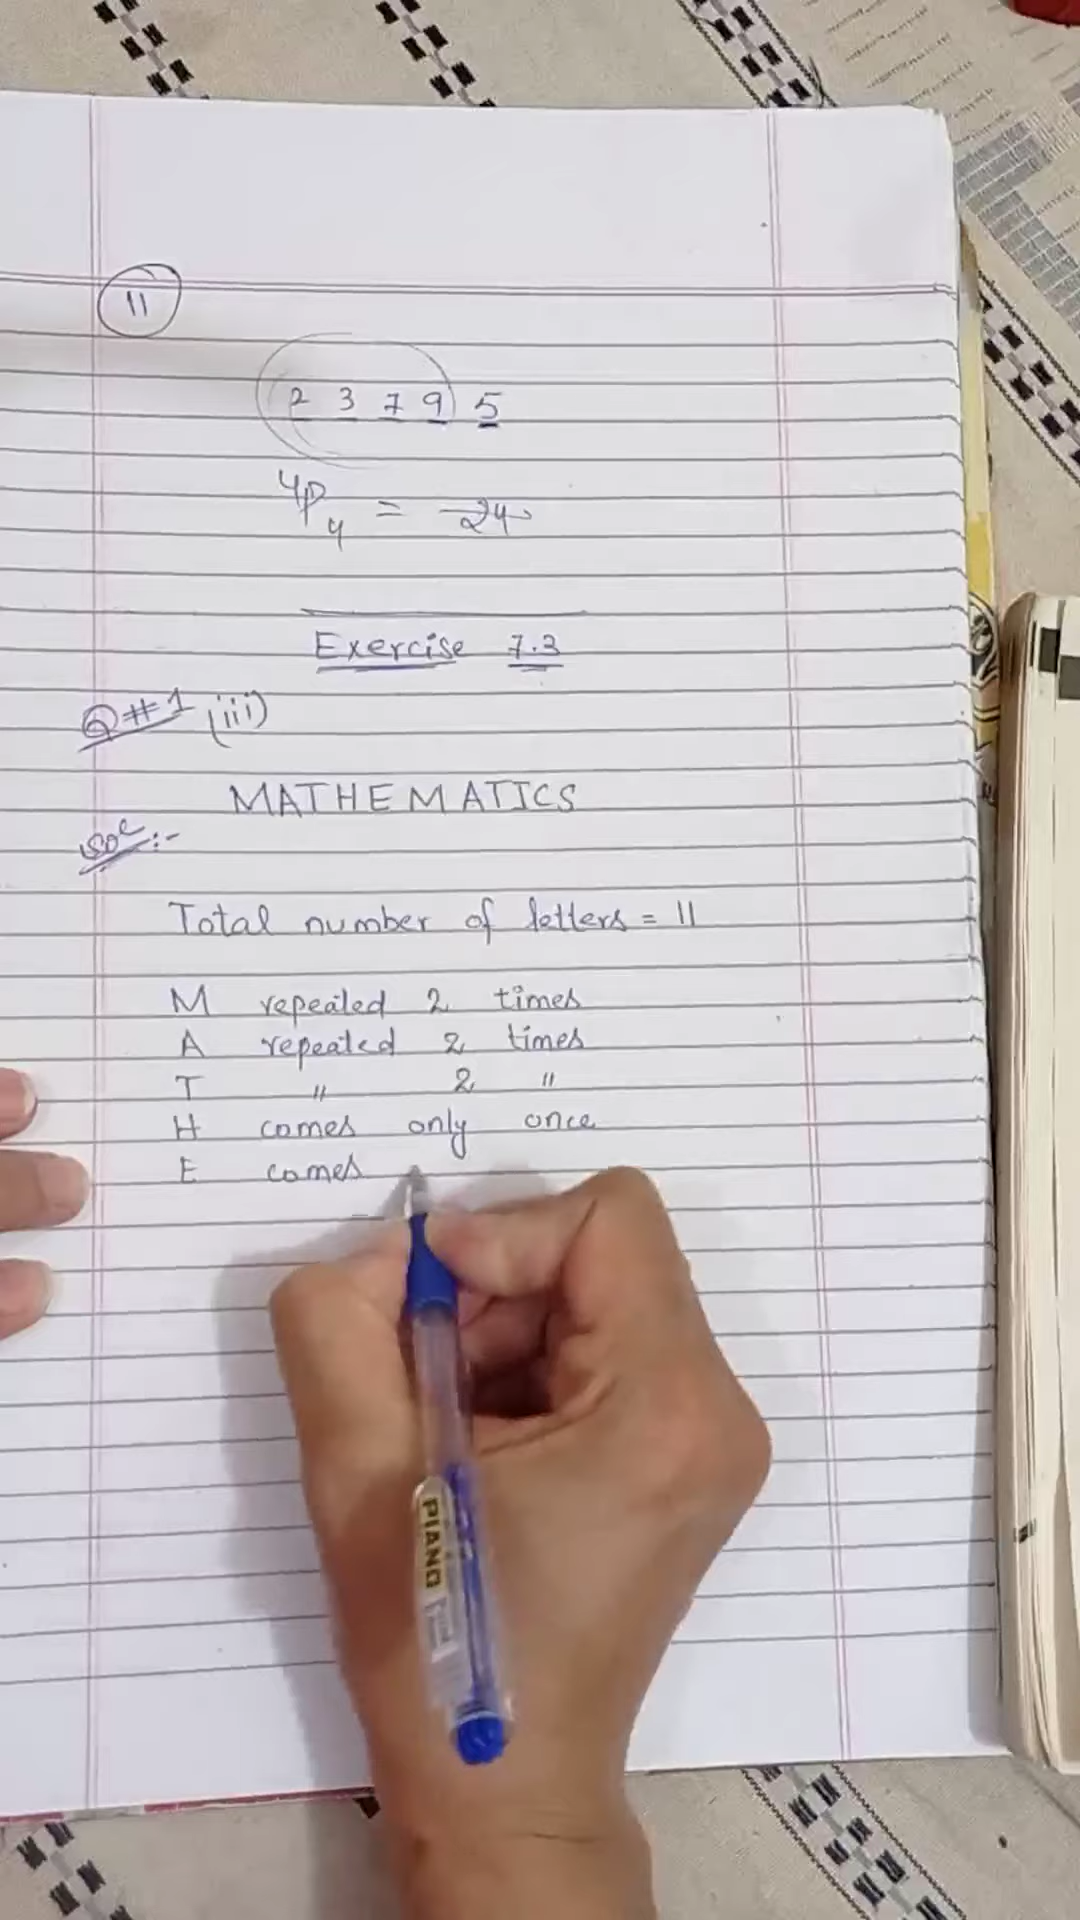 11
2 3 7 9 5
4P4 = 24
Exercise 7.3
Q#1 (iii)
MATHEMATICS
Sol:-
Total number of letters = 11
M repeated 2 times
A repeated 2 times
T " 2 "
H comes only once
E comes
PIANO